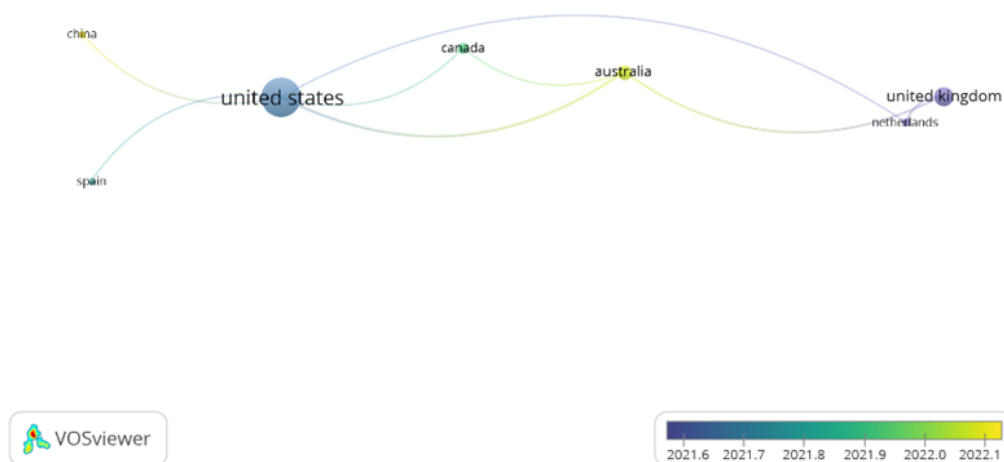 china
canada
australia
united states
united kingdom
netherlands
spain
VOSviewer
2021.6 2021.7 2021.8 2021.9 2022.0 2022.1